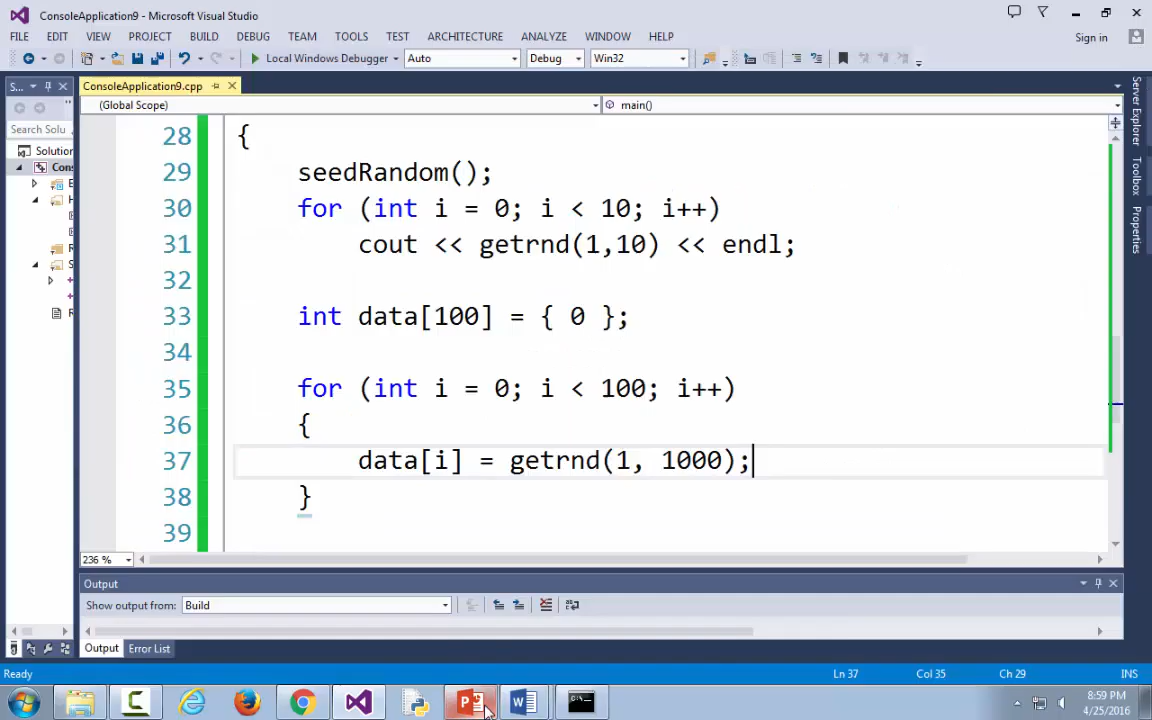 ConsoleApplication9 - Microsoft Visual Studio
FILE EDIT VIEW PROJECT BUILD DEBUG TEAM TOOLS TEST ARCHITECTURE ANALYZE WINDOW HELP
Sign in
Local Windows Debugger Auto Debug Win32
S...
ConsoleApplication9.cpp
(Global Scope) main()
Search Solu
Solution
Cons
Server Explorer
Toolbox
Properties
28 {
29 seedRandom();
30 for (int i = 0; i < 10; i++)
31 cout << getrnd(1,10) << endl;
32
33 int data[100] = { 0 };
34
35 for (int i = 0; i < 100; i++)
36 {
37 data[i] = getrnd(1, 1000);
38 }
39
236 %
Output
Show output from: Build
Output Error List
Ready Ln 37 Col 35 Ch 29 INS
8:59 PM
4/25/2016